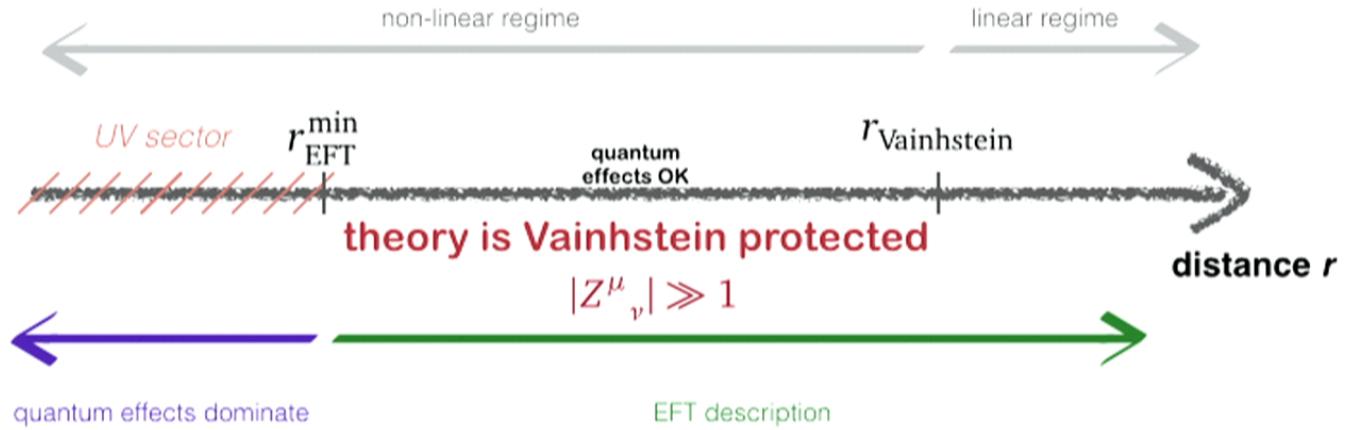 non-linear regime
linear regime
UV sector
r_EFT^min
quantum
effects OK
r_Vainhstein
theory is Vainhstein protected
|Z^μ_ν| ≫ 1
distance r
quantum effects dominate
EFT description